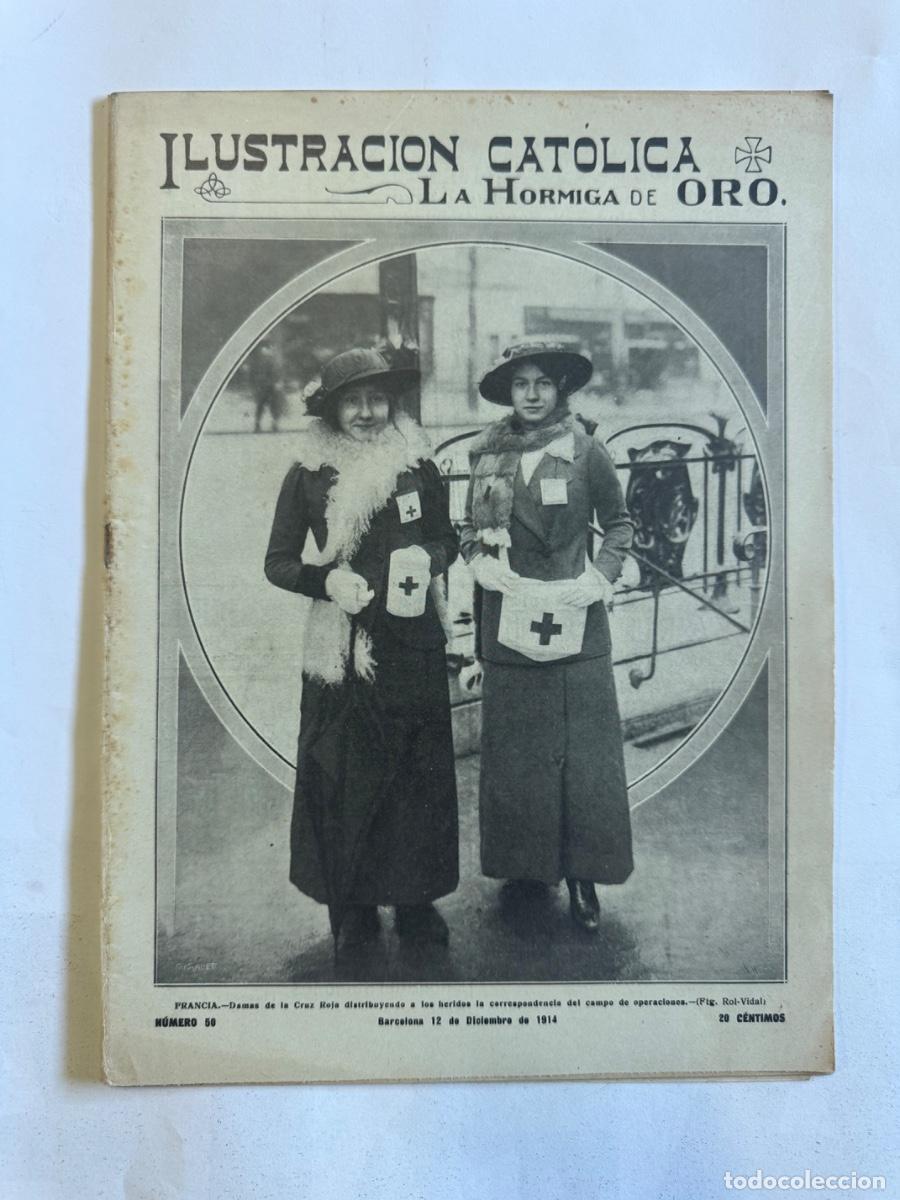 ILUSTRACION CATÓLICA
LA HORMIGA DE ORO.
FRANCIA.—Damas de la Cruz Roja distribuyendo a los heridos la correspondencia del campo de operaciones.—(Ftg. Rol-Vidal)
NÚMERO 50 Barcelona 12 de Diciembre de 1914 20 CÉNTIMOS
todocoleccion